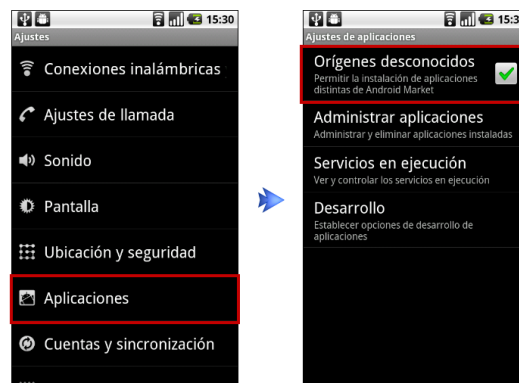 15:30
Ajustes
Conexiones inalámbricas
Ajustes de llamada
Sonido
Pantalla
Ubicación y seguridad
Aplicaciones
Cuentas y sincronización
15:3
Ajustes de aplicaciones
Orígenes desconocidos
Permitir la instalación de aplicaciones
distintas de Android Market
Administrar aplicaciones
Administrar y eliminar aplicaciones instaladas
Servicios en ejecución
Ver y controlar los servicios en ejecución
Desarrollo
Establecer opciones de desarrollo de
aplicaciones